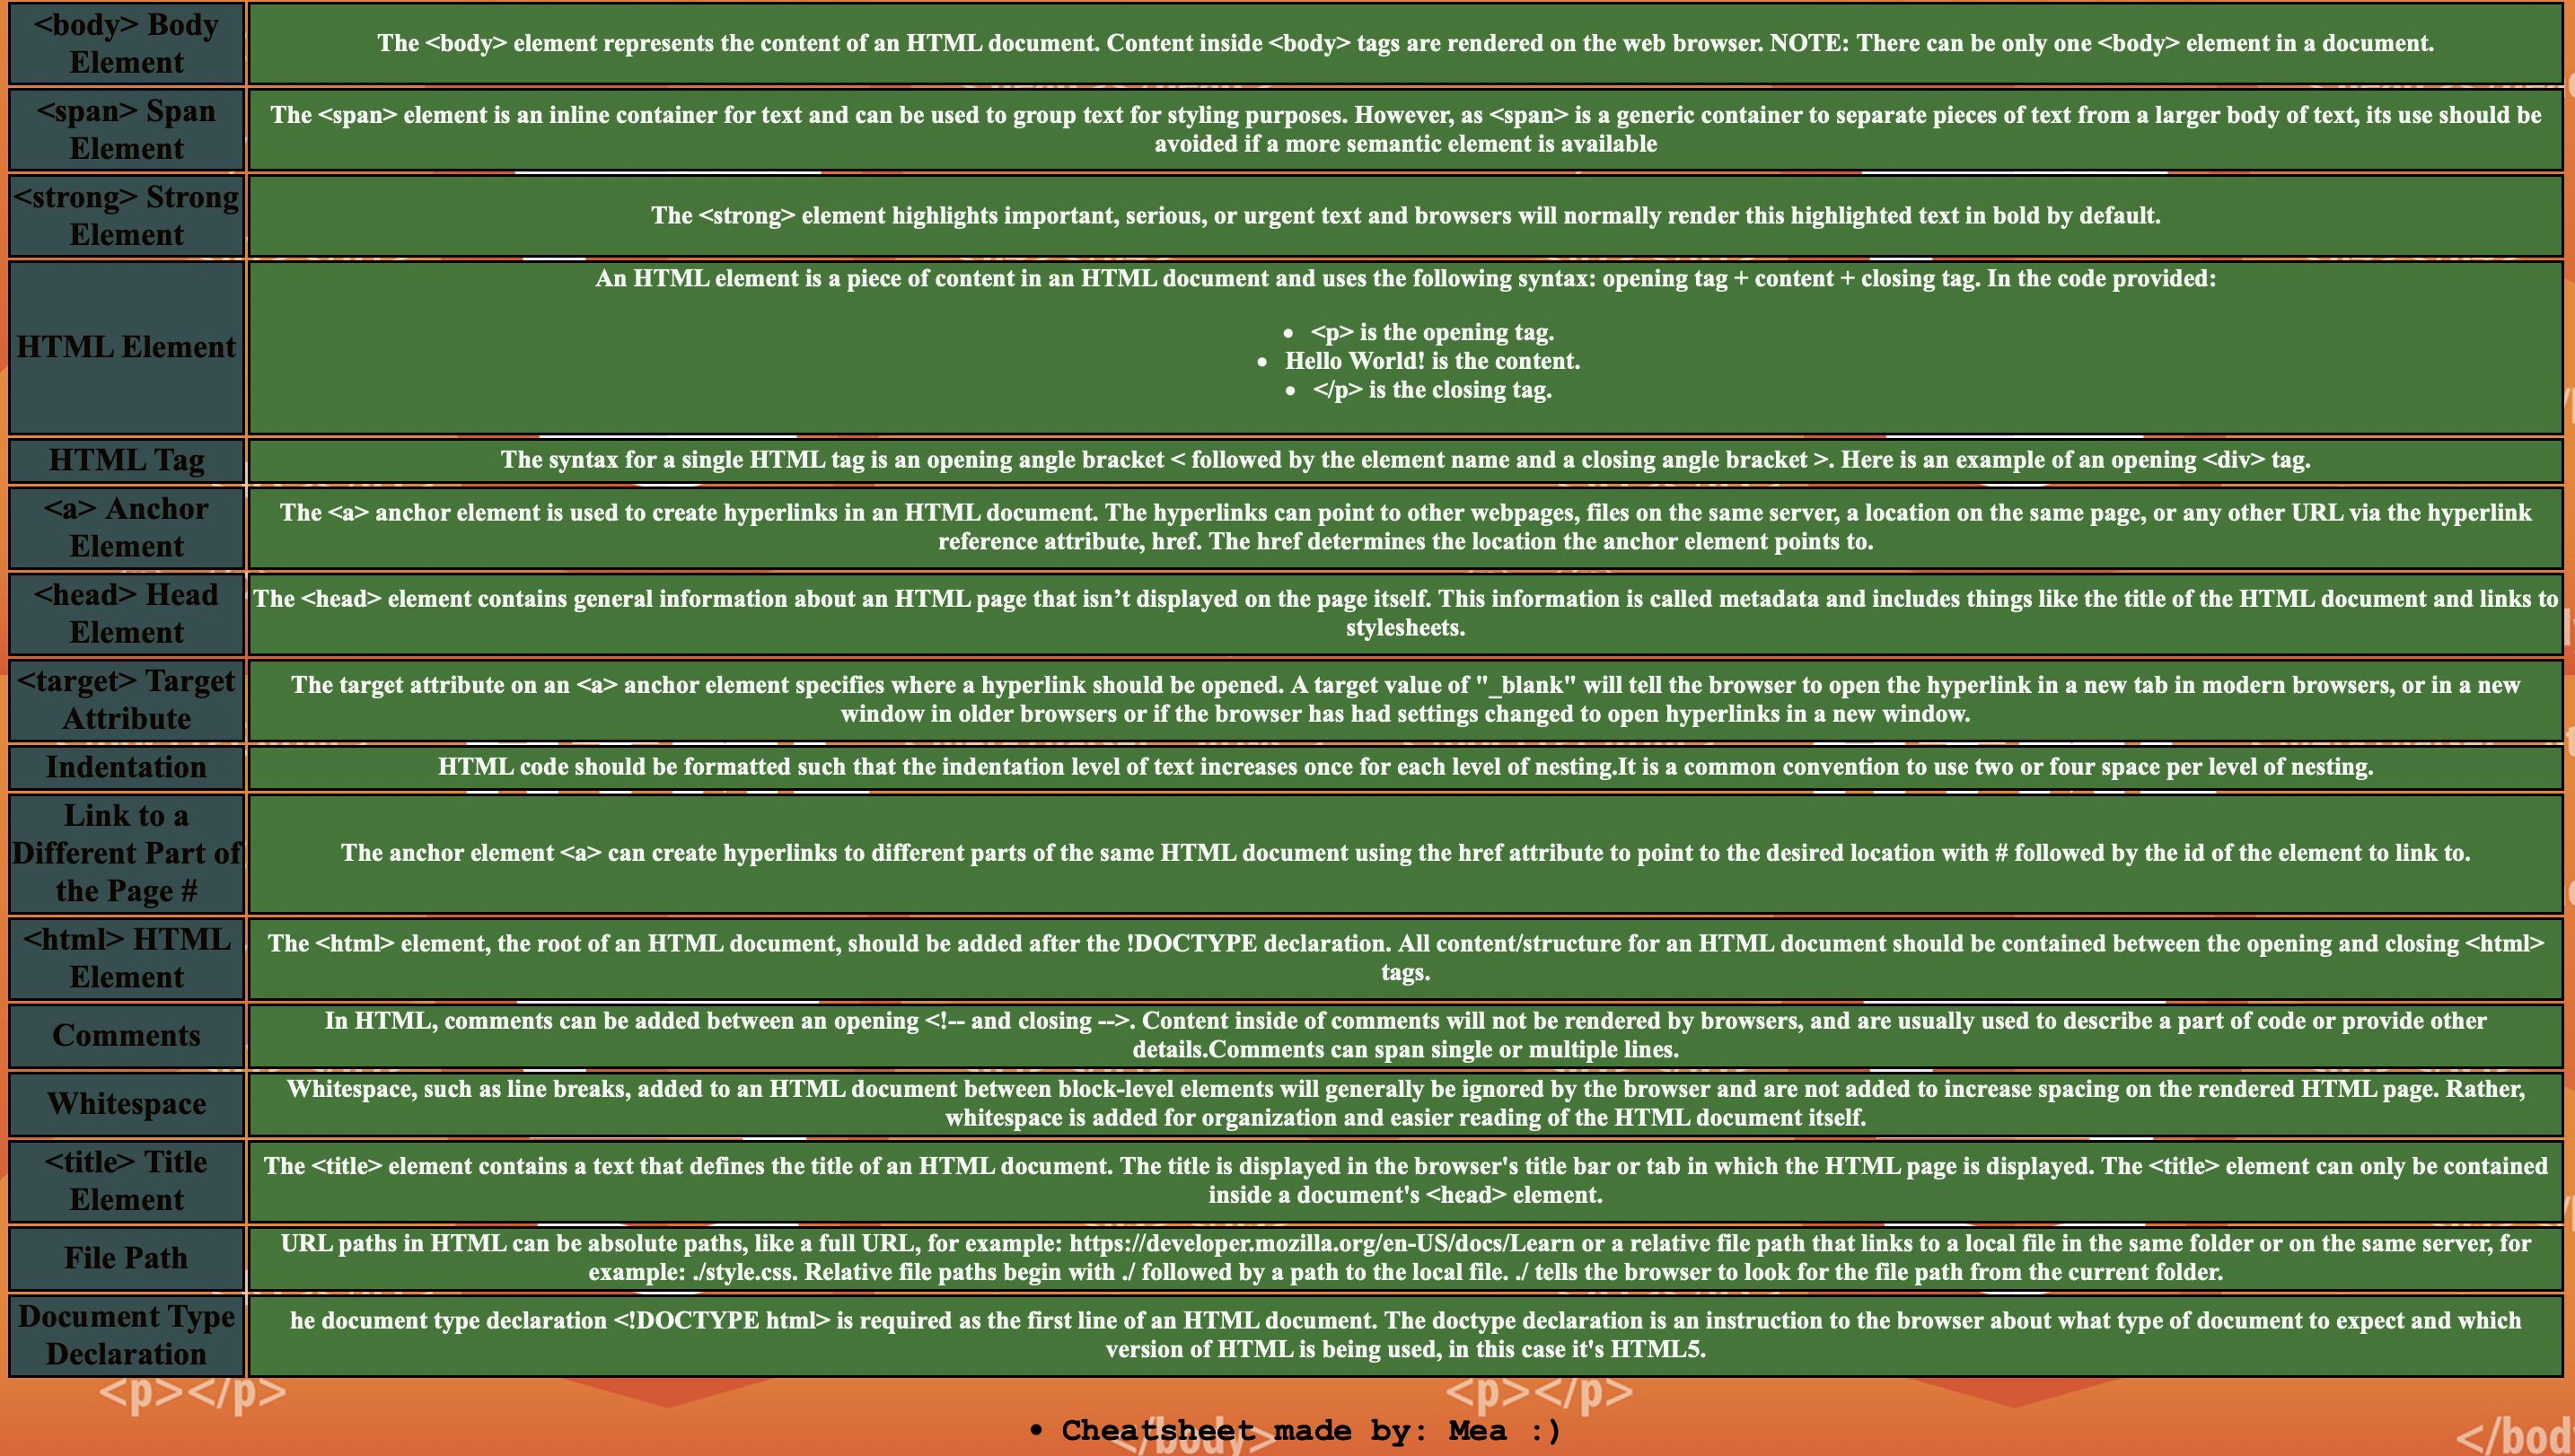 <body> Body
Element
The <body> element represents the content of an HTML document. Content inside <body> tags are rendered on the web browser. NOTE: There can be only one <body> element in a document.
<span> Span
Element
The <span> element is an inline container for text and can be used to group text for styling purposes. However, as <span> is a generic container to separate pieces of text from a larger body of text, its use should be
avoided if a more semantic element is available
<strong> Strong
Element
The <strong> element highlights important, serious, or urgent text and browsers will normally render this highlighted text in bold by default.
HTML Element
An HTML element is a piece of content in an HTML document and uses the following syntax: opening tag + content + closing tag. In the code provided:
• <p> is the opening tag.
• Hello World! is the content.
• </p> is the closing tag.
HTML Tag
The syntax for a single HTML tag is an opening angle bracket < followed by the element name and a closing angle bracket >. Here is an example of an opening <div> tag.
<a> Anchor
Element
The <a> anchor element is used to create hyperlinks in an HTML document. The hyperlinks can point to other webpages, files on the same server, a location on the same page, or any other URL via the hyperlink
reference attribute, href. The href determines the location the anchor element points to.
<head> Head
Element
The <head> element contains general information about an HTML page that isn’t displayed on the page itself. This information is called metadata and includes things like the title of the HTML document and links to
stylesheets.
<target> Target
Attribute
The target attribute on an <a> anchor element specifies where a hyperlink should be opened. A target value of "_blank" will tell the browser to open the hyperlink in a new tab in modern browsers, or in a new
window in older browsers or if the browser has had settings changed to open hyperlinks in a new window.
Indentation
HTML code should be formatted such that the indentation level of text increases once for each level of nesting.It is a common convention to use two or four space per level of nesting.
Link to a
Different Part of
the Page #
The anchor element <a> can create hyperlinks to different parts of the same HTML document using the href attribute to point to the desired location with # followed by the id of the element to link to.
<html> HTML
Element
The <html> element, the root of an HTML document, should be added after the !DOCTYPE declaration. All content/structure for an HTML document should be contained between the opening and closing <html>
tags.
Comments
In HTML, comments can be added between an opening <!-- and closing -->. Content inside of comments will not be rendered by browsers, and are usually used to describe a part of code or provide other
details.Comments can span single or multiple lines.
Whitespace
Whitespace, such as line breaks, added to an HTML document between block-level elements will generally be ignored by the browser and are not added to increase spacing on the rendered HTML page. Rather,
whitespace is added for organization and easier reading of the HTML document itself.
<title> Title
Element
The <title> element contains a text that defines the title of an HTML document. The title is displayed in the browser's title bar or tab in which the HTML page is displayed. The <title> element can only be contained
inside a document's <head> element.
File Path
URL paths in HTML can be absolute paths, like a full URL, for example: https://developer.mozilla.org/en-US/docs/Learn or a relative file path that links to a local file in the same folder or on the same server, for
example: ./style.css. Relative file paths begin with ./ followed by a path to the local file. ./ tells the browser to look for the file path from the current folder.
Document Type
Declaration
he document type declaration <!DOCTYPE html> is required as the first line of an HTML document. The doctype declaration is an instruction to the browser about what type of document to expect and which
version of HTML is being used, in this case it's HTML5.
<p></p>
<p></p>
• Cheatsheet made by: Mea :)
</body>
</bod